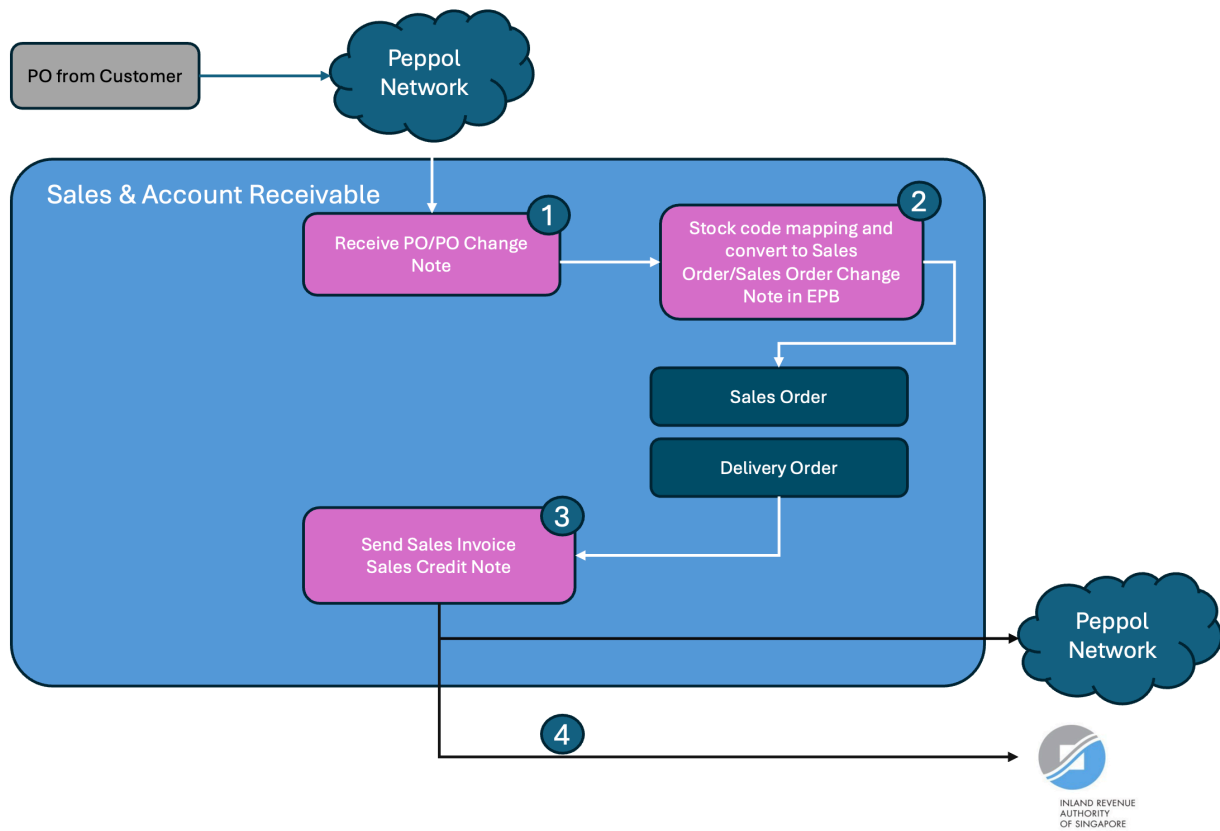 PO from Customer
Peppol
Network
Sales & Account Receivable
1
Receive PO/PO Change
Note
2
Stock code mapping and
convert to Sales
Order/Sales Order Change
Note in EPB
Sales Order
Delivery Order
3
Send Sales Invoice
Sales Credit Note
Peppol
Network
4
INLAND REVENUE
AUTHORITY
OF SINGAPORE